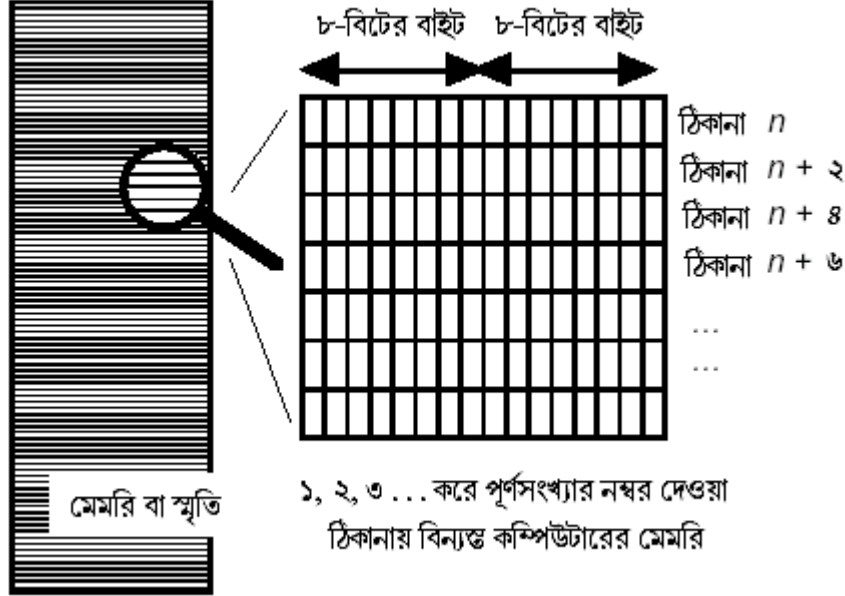 ৮-বিটের বাইট ৮-বিটের বাইট
ঠিকানা n
ঠিকানা n + ২
ঠিকানা n + ৪
ঠিকানা n + ৬
...
...
মেমরি বা স্মৃতি
১, ২, ৩ ... করে পূর্ণসংখ্যার নম্বর দেওয়া
ঠিকানায় বিন্যস্ত কম্পিউটারের মেমরি